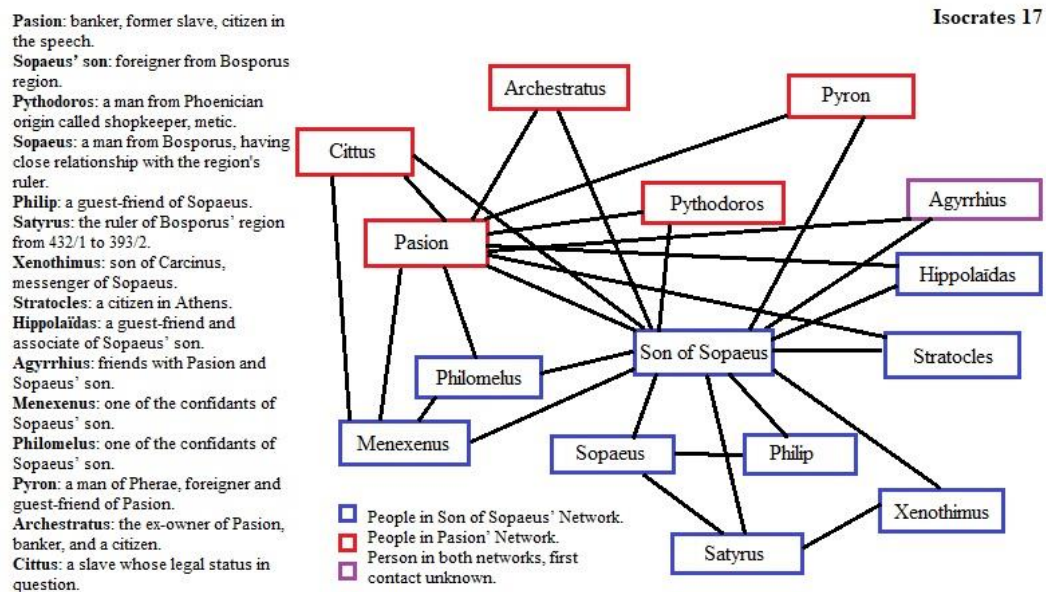 Isocrates 17
Pasion: banker, former slave, citizen in
the speech.
Sopaeus’ son: foreigner from Bosporus
region.
Pythodoros: a man from Phoenician
origin called shopkeeper, metic.
Sopaeus: a man from Bosporus, having
close relationship with the region's
ruler.
Philip: a guest-friend of Sopaeus.
Satyrus: the ruler of Bosporus’ region
from 432/1 to 393/2.
Xenothimus: son of Carcinus,
messenger of Sopaeus.
Stratocles: a citizen in Athens.
Hippolaïdas: a guest-friend and
associate of Sopaeus’ son.
Agyrrhius: friends with Pasion and
Sopaeus’ son.
Menexenus: one of the confidants of
Sopaeus’ son.
Philomelus: one of the confidants of
Sopaeus’ son.
Pyron: a man of Pherae, foreigner and
guest-friend of Pasion.
Archestratus: the ex-owner of Pasion,
banker, and a citizen.
Cittus: a slave whose legal status in
question.
Archestratus
Pyron
Cittus
Pythodoros
Agyrrhius
Pasion
Hippolaïdas
Son of Sopaeus
Stratocles
Philomelus
Menexenus
Sopaeus
Philip
Xenothimus
Satyrus
People in Son of Sopaeus’ Network.
People in Pasion’ Network.
Person in both networks, first
contact unknown.